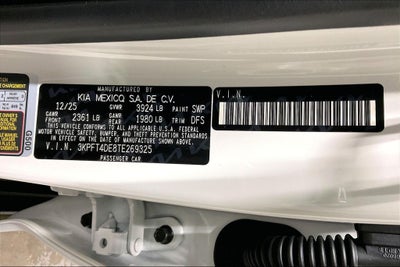 MANUFACTURED BY
KIA MEXICO, S.A. DE C.V.
12/25 GVWR 3924 LB PAINT SWP
GAWR FRONT 2361 LB GAWR REAR 1980 LB TRIM DFS
THIS VEHICLE CONFORMS TO ALL APPLICABLE U.S.A. FEDERAL
MOTOR VEHICLE SAFETY, BUMPER, AND THEFT PREVENTION STANDARDS
IN EFFECT ON THE DATE OF MANUFACTURE SHOWN ABOVE.
V.I.N. 3KPFT4DE8TE269325
PASSENGER CAR
V.I.N.
G5500